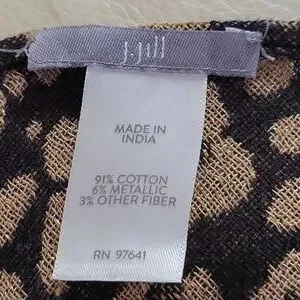 J.Jill
MADE IN
INDIA
91% COTTON
6% METALLIC
3% OTHER FIBER
RN 97641